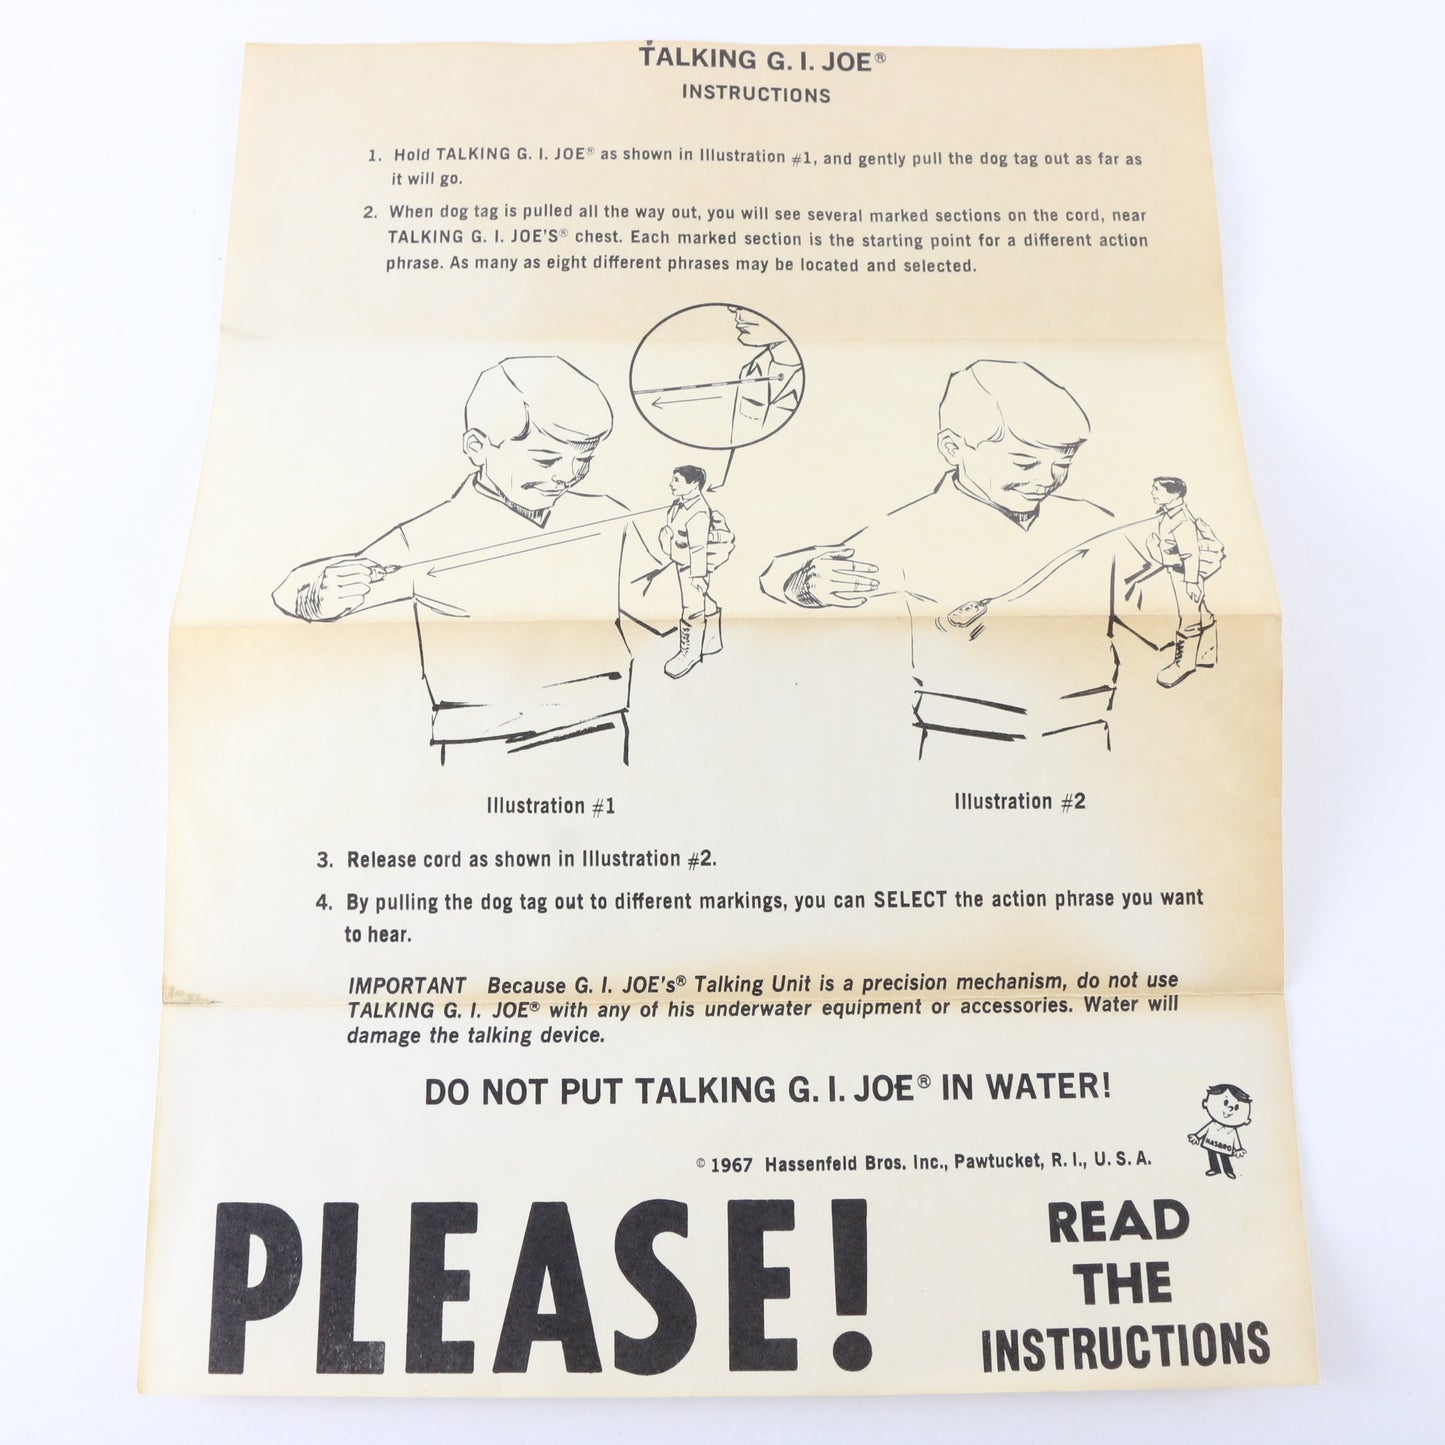 TALKING G. I. JOE®
INSTRUCTIONS
1. Hold TALKING G. I. JOE® as shown in Illustration #1, and gently pull the dog tag out as far as
it will go.
2. When dog tag is pulled all the way out, you will see several marked sections on the cord, near
TALKING G. I. JOE'S® chest. Each marked section is the starting point for a different action
phrase. As many as eight different phrases may be located and selected.
Illustration #1
Illustration #2
3. Release cord as shown in Illustration #2.
4. By pulling the dog tag out to different markings, you can SELECT the action phrase you want
to hear.
IMPORTANT Because G. I. JOE's® Talking Unit is a precision mechanism, do not use
TALKING G. I. JOE® with any of his underwater equipment or accessories. Water will
damage the talking device.
DO NOT PUT TALKING G. I. JOE® IN WATER!
HASBRO
© 1967 Hassenfeld Bros. Inc., Pawtucket, R. I., U. S. A.
PLEASE!
READ
THE
INSTRUCTIONS